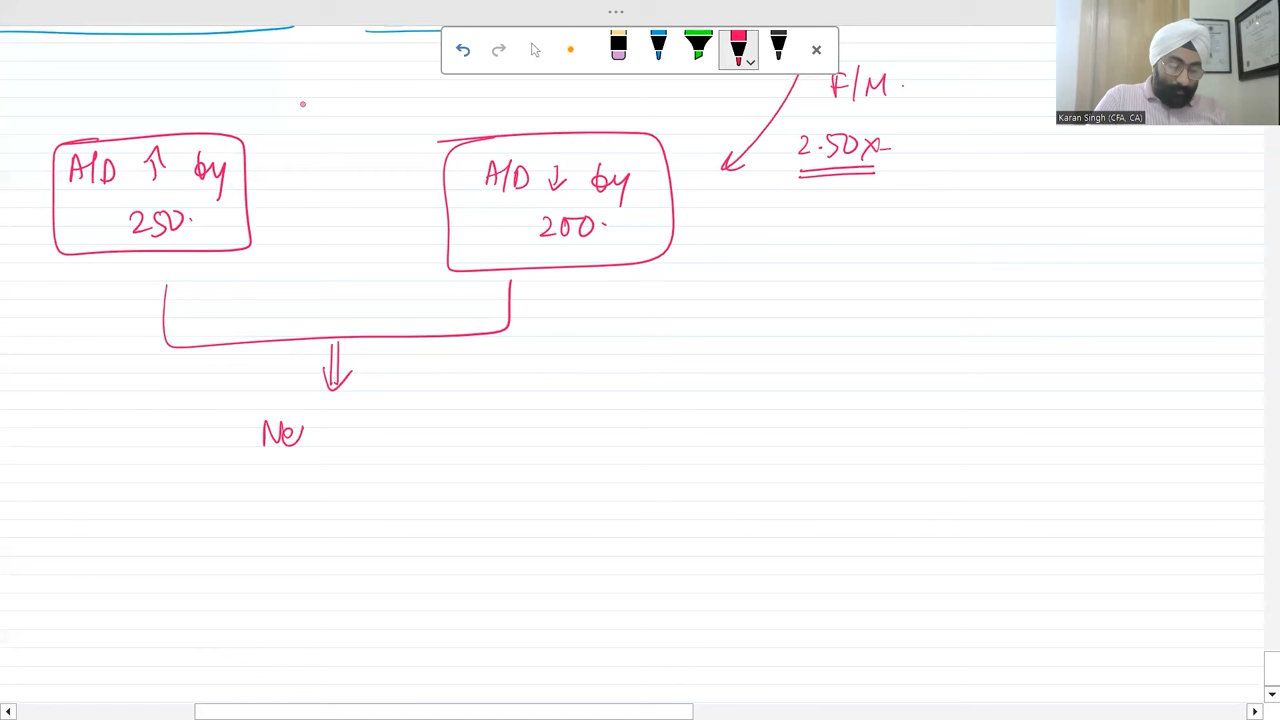 F/M.
2.50x
A/D ↑ by
250.
A/D ↓ by
200.
Ne
Karan Singh (CFA, CA)